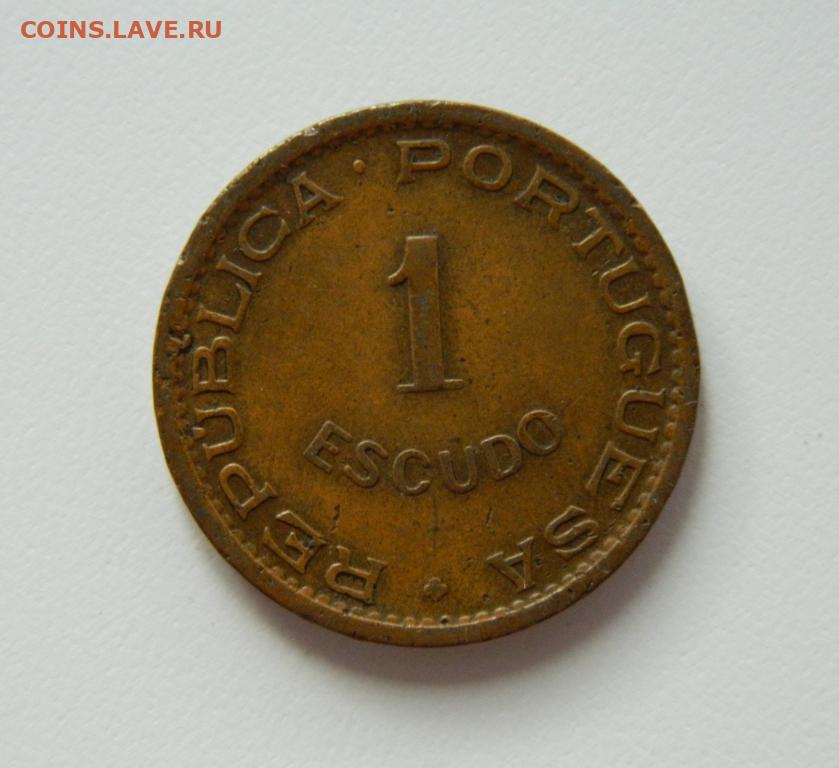 COINS.LAVE.RU
REPÚBLICA · PORTUGUESA
1
ESCUDO